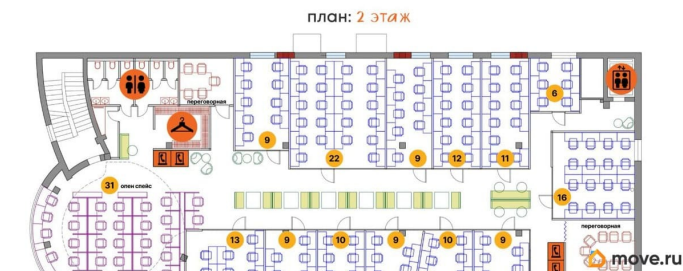 план: 2 этаж
переговорная
6
2
9
22
9
12
11
31 опен спейс
16
переговорная
13
9
10
9
10
9
move.ru